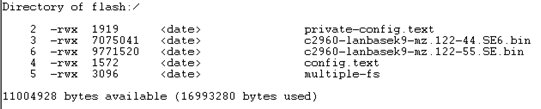 Directory of flash:/
2 -rwx 1919 <date> private-config.text
3 -rwx 7075041 <date> c2960-lanbasek9-mz.122-44.SE6.bin
6 -rwx 9771520 <date> c2960-lanbasek9-mz.122-55.SE.bin
4 -rwx 1572 <date> config.text
5 -rwx 3096 <date> multiple-fs
11004928 bytes available (16993280 bytes used)